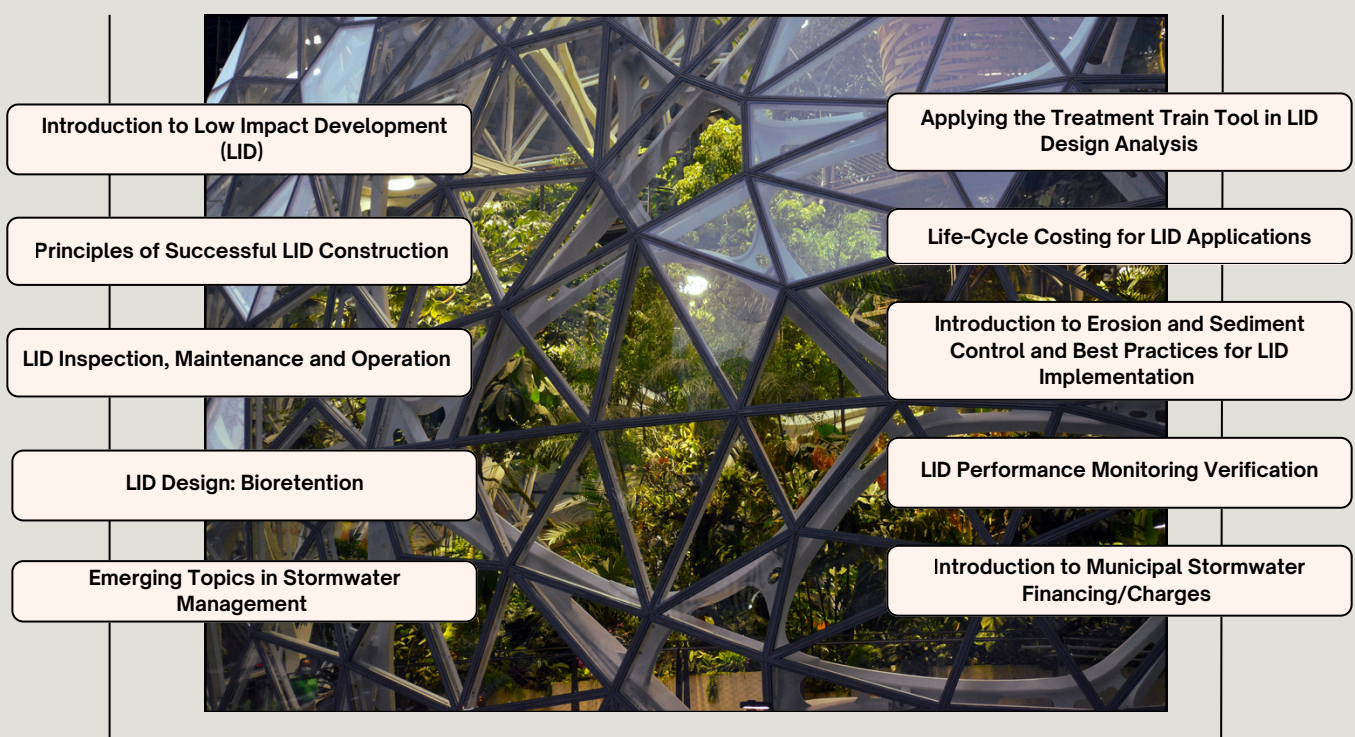 Introduction to Low Impact Development
(LID)
Principles of Successful LID Construction
LID Inspection, Maintenance and Operation
LID Design: Bioretention
Emerging Topics in Stormwater
Management
Applying the Treatment Train Tool in LID
Design Analysis
Life-Cycle Costing for LID Applications
Introduction to Erosion and Sediment
Control and Best Practices for LID
Implementation
LID Performance Monitoring Verification
Introduction to Municipal Stormwater
Financing/Charges